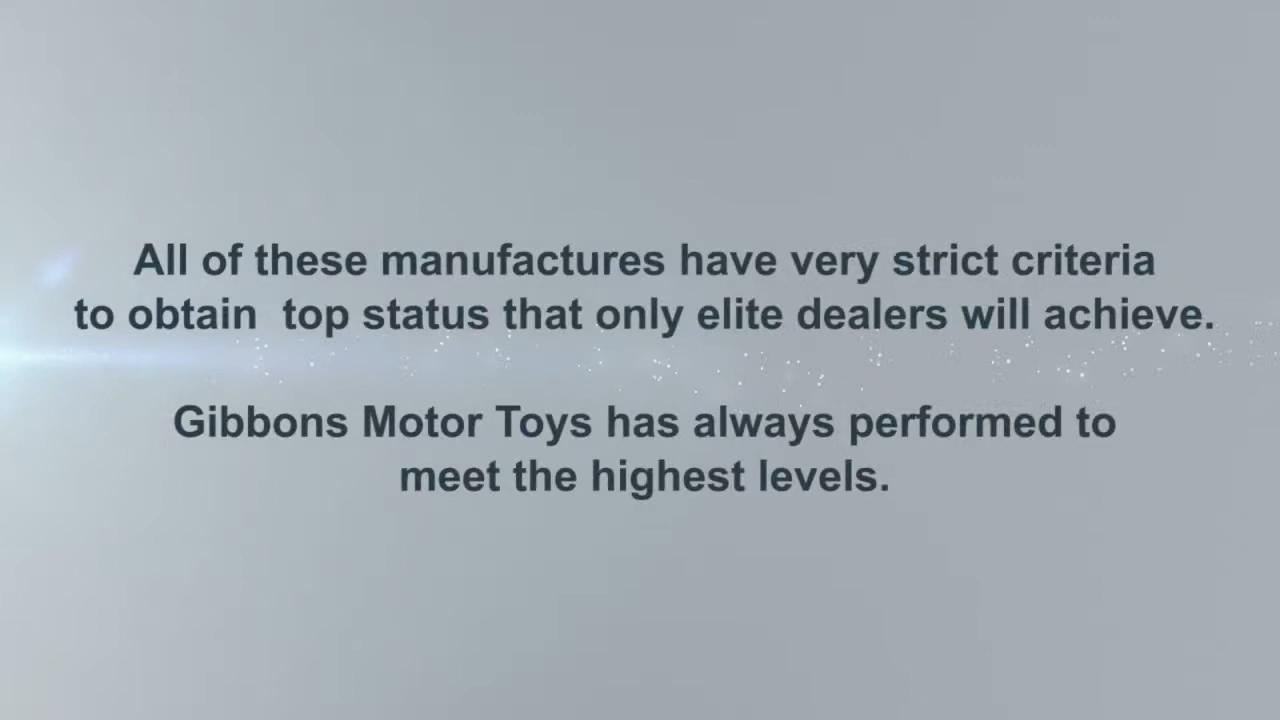 All of these manufactures have very strict criteria
to obtain  top status that only elite dealers will achieve.
Gibbons Motor Toys has always performed to
meet the highest levels.